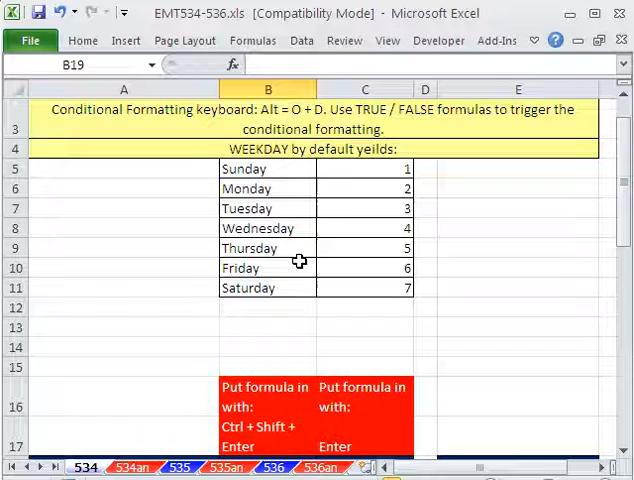 EMT534-536.xls [Compatibility Mode] - Microsoft Excel
File Home Insert Formulas Data Review View Developer Add-Ins
B19 fx
A B C D E
3 Conditional Formatting keyboard: Alt = O + D. Use TRUE / FALSE formulas to trigger the
conditional formatting.
4 WEEKDAY by default yeilds:
5 Sunday 1
6 Monday 2
7 Tuesday 3
8 Wednesday 4
9 Thursday 5
10 Friday 6
11 Saturday 7
12
13
14
15
Put formula in Put formula in
16 with: with:
Ctrl + Shift +
17 Enter Enter
534 534an 535 535an 536 536an